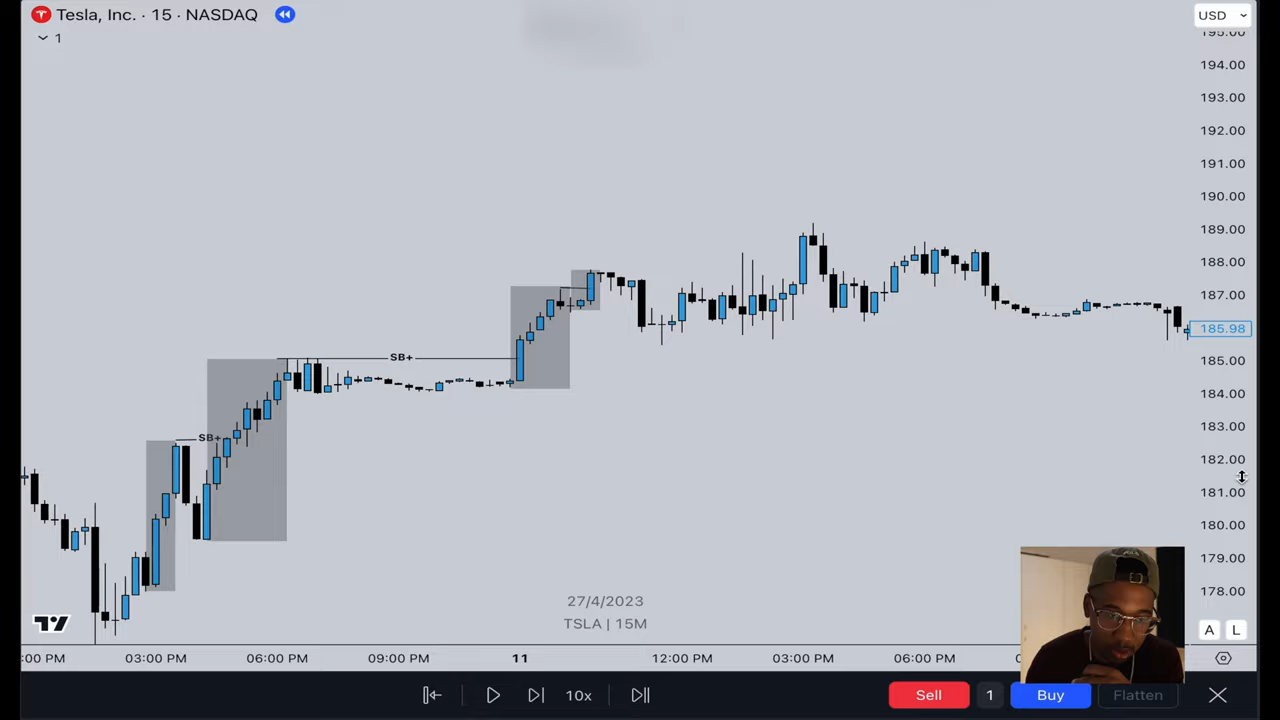 Tesla, Inc. · 15 · NASDAQ
USD
1
195.00
194.00
193.00
192.00
191.00
190.00
189.00
188.00
187.00
185.98
185.00
184.00
183.00
182.00
181.00
180.00
179.00
178.00
SB+
SB+
27/4/2023
TSLA | 15M
A L
:00 PM 03:00 PM 06:00 PM 09:00 PM 11 12:00 PM 03:00 PM 06:00 PM
10x
Sell 1 Buy Flatten